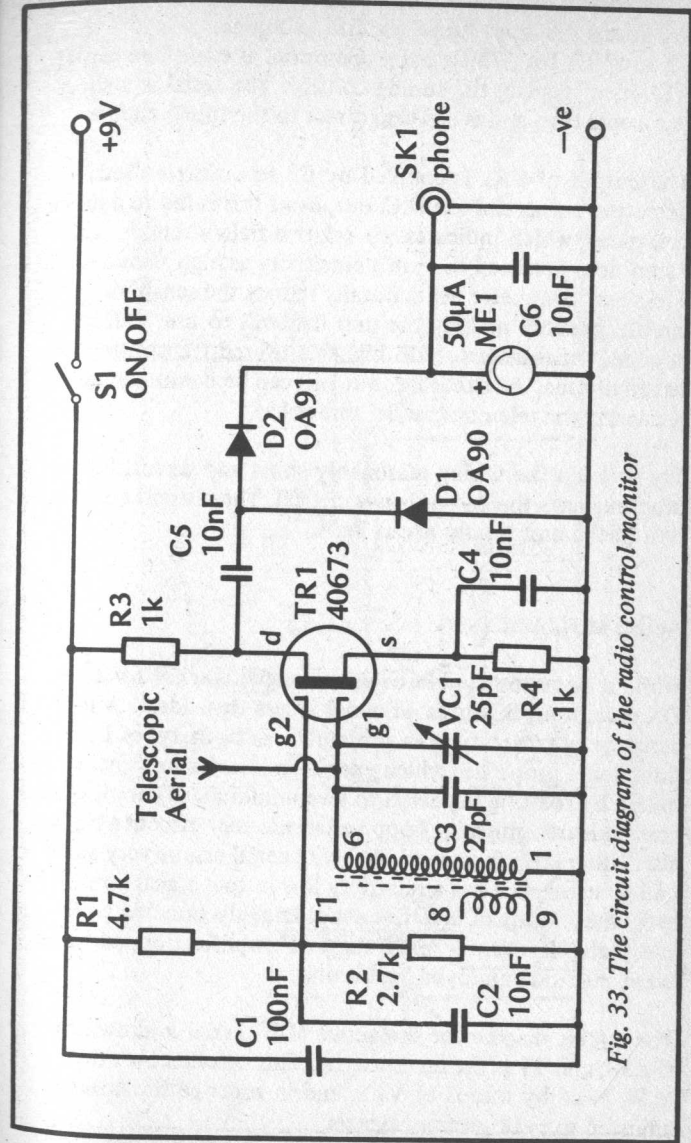 +9V
S1
ON/OFF
R3
1k
R1
4.7k
Telescopic
Aerial
C5
10nF
D2
OA91
SK1
phone
50µA
ME1
+
C1
100nF
d
TR1
40673
g2
g1
s
D1
OA90
T1
6
C3
27pF
VC1
25pF
C4
10nF
C6
10nF
R2
2.7k
8
9
1
R4
1k
C2
10nF
–ve
Fig. 33. The circuit diagram of the radio control monitor